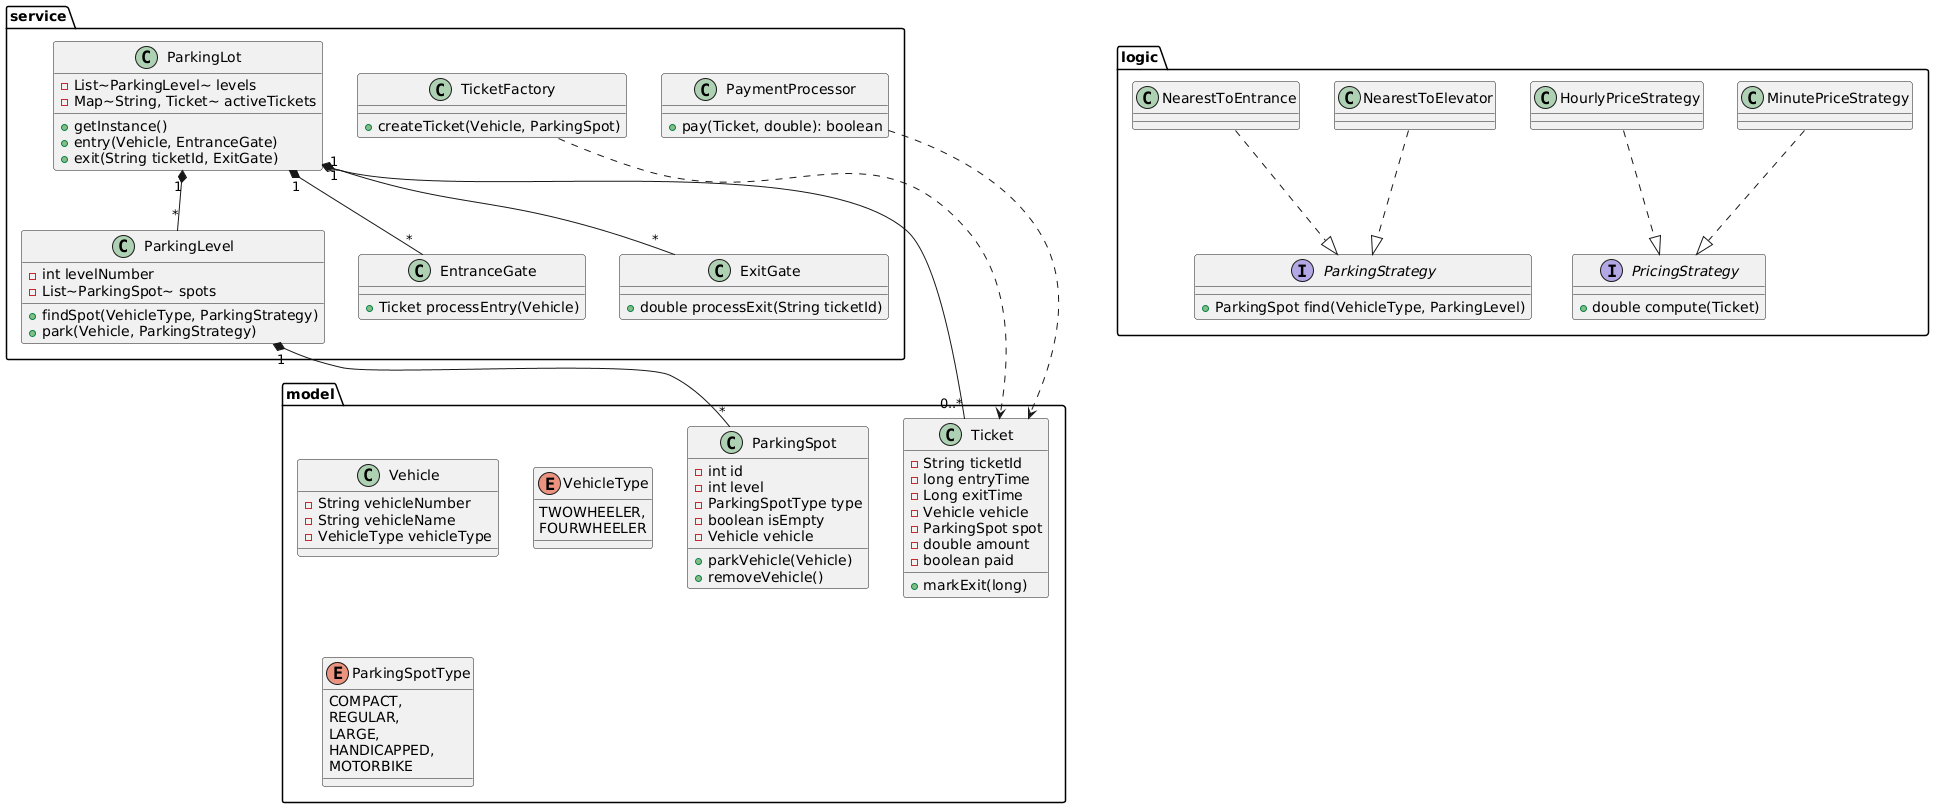 service
C ParkingLot
List~ParkingLevel~ levels
Map~String, Ticket~ activeTickets
getInstance()
entry(Vehicle, EntranceGate)
exit(String ticketId, ExitGate)
C TicketFactory
createTicket(Vehicle, ParkingSpot)
C PaymentProcessor
pay(Ticket, double): boolean
1
*
1
*
1
*
1
0..*
C ParkingLevel
int levelNumber
List~ParkingSpot~ spots
findSpot(VehicleType, ParkingStrategy)
park(Vehicle, ParkingStrategy)
C EntranceGate
Ticket processEntry(Vehicle)
C ExitGate
double processExit(String ticketId)
1
*
logic
C NearestToEntrance
C NearestToElevator
C HourlyPriceStrategy
C MinutePriceStrategy
I ParkingStrategy
ParkingSpot find(VehicleType, ParkingLevel)
I PricingStrategy
double compute(Ticket)
model
C Vehicle
String vehicleNumber
String vehicleName
VehicleType vehicleType
E VehicleType
TWOWHEELER,
FOURWHEELER
C ParkingSpot
int id
int level
ParkingSpotType type
boolean isEmpty
Vehicle vehicle
parkVehicle(Vehicle)
removeVehicle()
C Ticket
String ticketId
long entryTime
Long exitTime
Vehicle vehicle
ParkingSpot spot
double amount
boolean paid
markExit(long)
E ParkingSpotType
COMPACT,
REGULAR,
LARGE,
HANDICAPPED,
MOTORBIKE